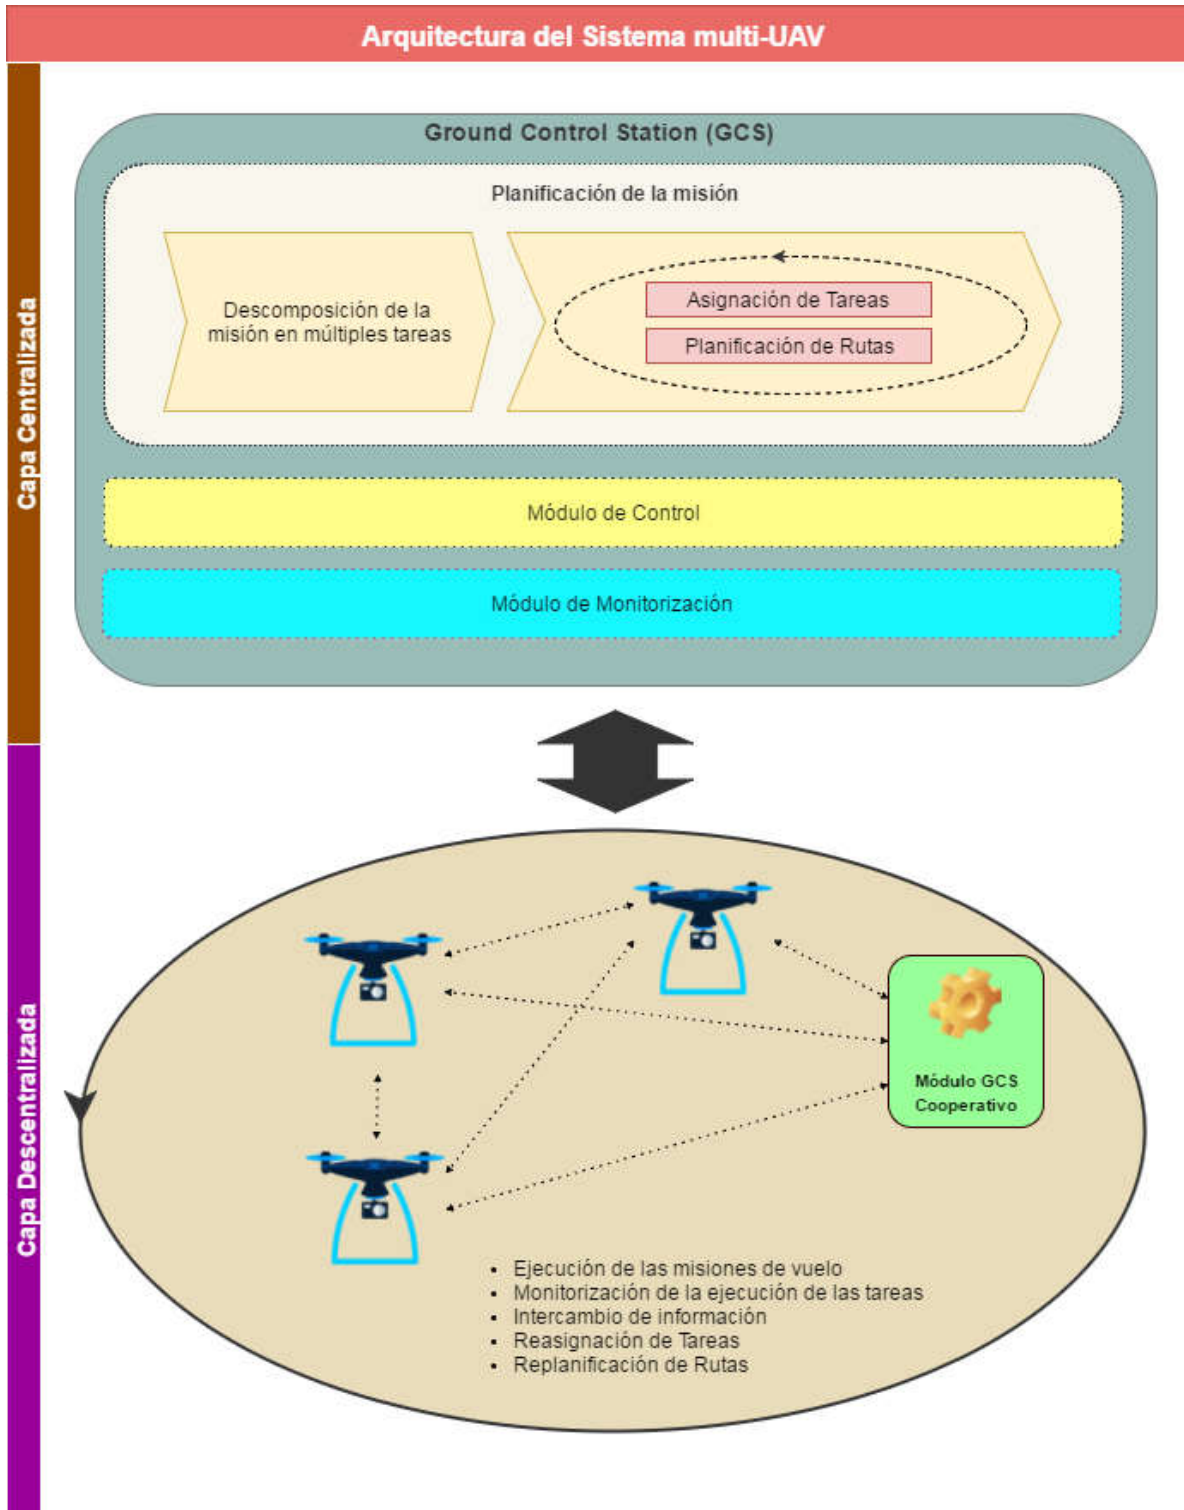 Arquitectura del Sistema multi-UAV
Capa Centralizada
Ground Control Station (GCS)
Planificación de la misión
Descomposición de la
misión en múltiples tareas
Asignación de Tareas
Planificación de Rutas
Módulo de Control
Módulo de Monitorización
Capa Descentralizada
Módulo GCS
Cooperativo
▪ Ejecución de las misiones de vuelo
▪ Monitorización de la ejecución de las tareas
▪ Intercambio de información
▪ Reasignación de Tareas
▪ Replanificación de Rutas